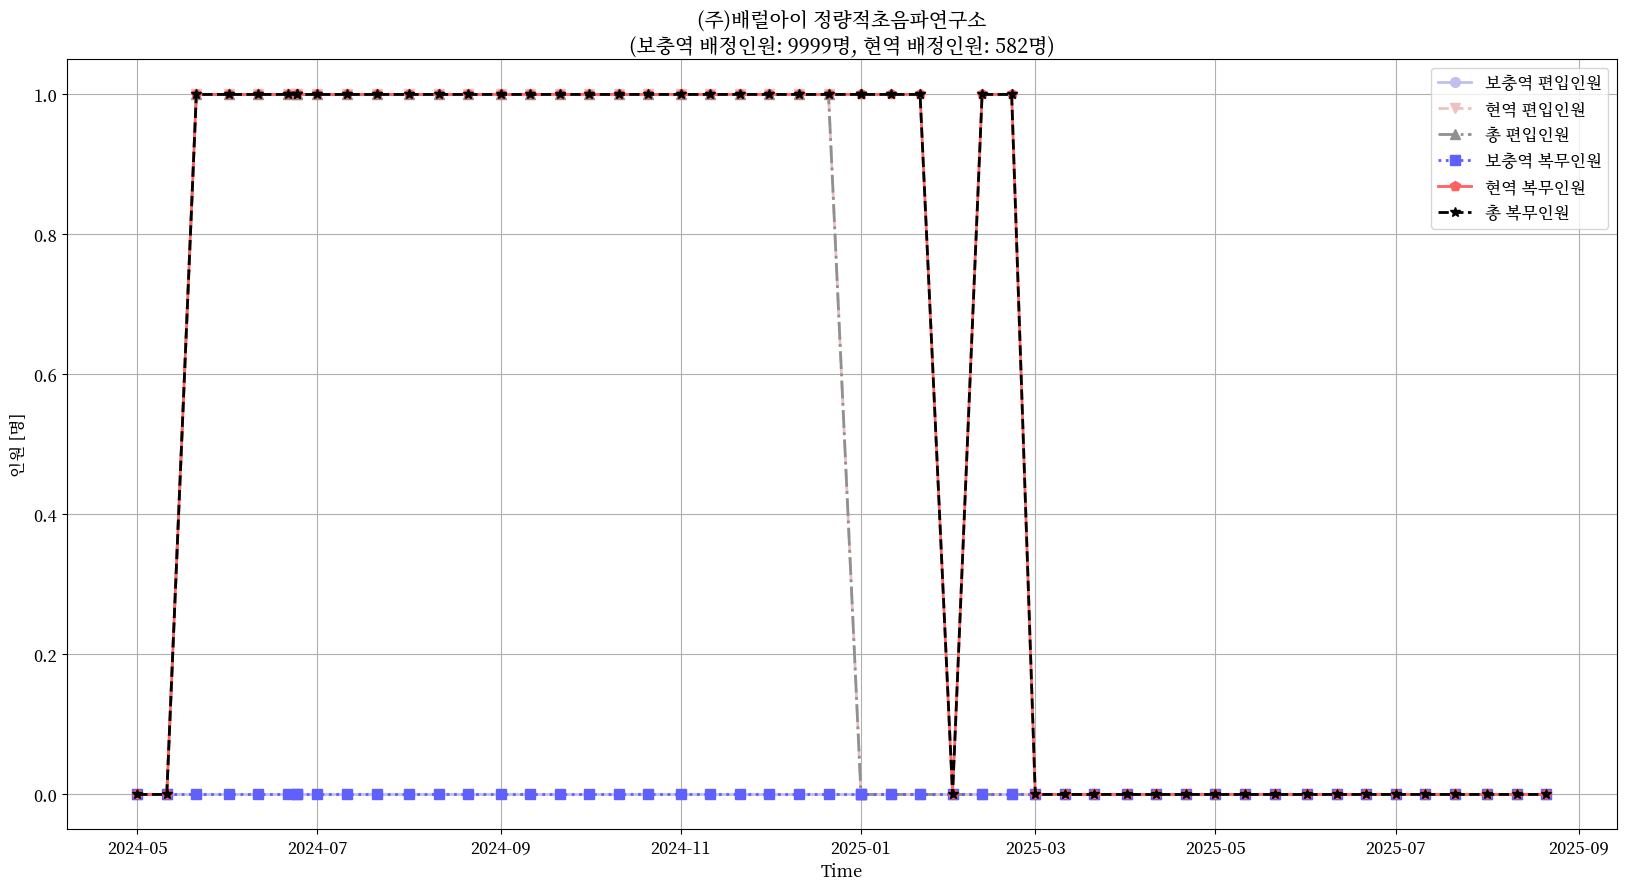 (주)배럴아이 정량적초음파연구소
(보충역 배정인원: 9999명, 현역 배정인원: 582명)
보충역 편입인원
현역 편입인원
총 편입인원
보충역 복무인원
현역 복무인원
총 복무인원
인원 [명]
1.0
0.8
0.6
0.4
0.2
0.0
2024-05
2024-07
2024-09
2024-11
2025-01
2025-03
2025-05
2025-07
2025-09
Time